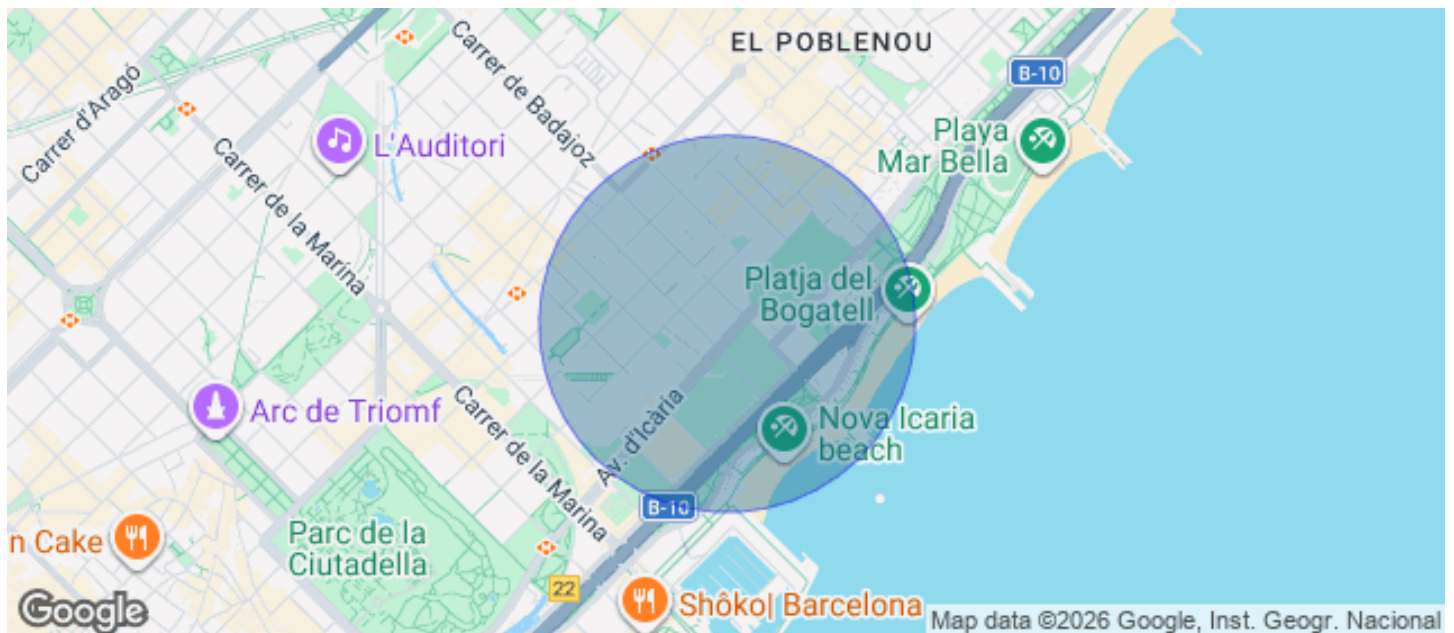 EL POBLENOU
B-10
Carrer de Badajoz
Carrer d'Aragó
L'Auditori
Playa
Mar Bella
Carrer de la Marina
Platja del
Bogatell
Arc de Triomf
Carrer de la Marina
Av. d'Icària
Nova Icaria
beach
B-10
n Cake
Parc de la
Ciutadella
22
Shôko| Barcelona
Google
Map data ©2026 Google, Inst. Geogr. Nacional